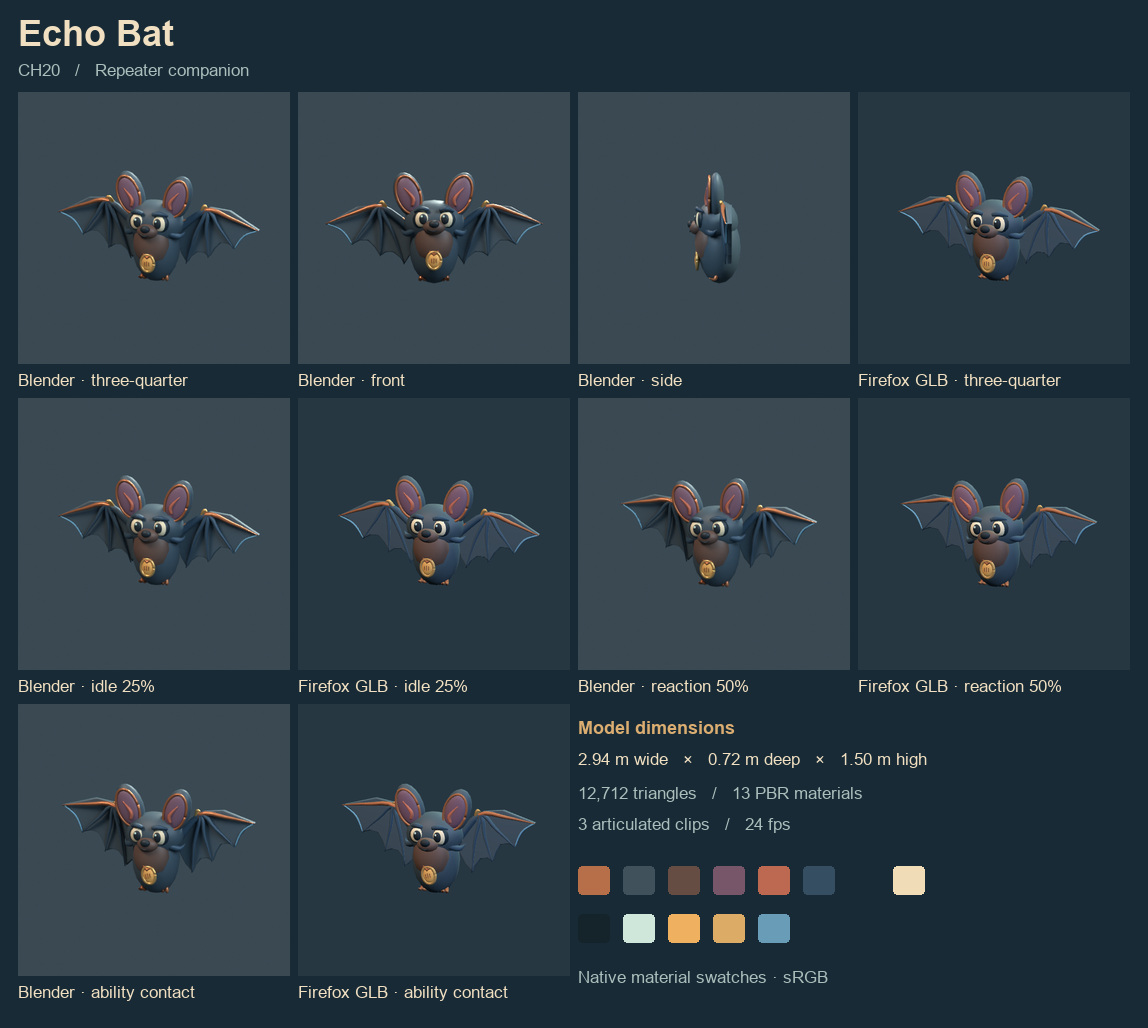 Echo Bat
CH20 / Repeater companion
Blender · three-quarter
Blender · front
Blender · side
Firefox GLB · three-quarter
Blender · idle 25%
Firefox GLB · idle 25%
Blender · reaction 50%
Firefox GLB · reaction 50%
Blender · ability contact
Firefox GLB · ability contact
Model dimensions
2.94 m wide × 0.72 m deep × 1.50 m high
12,712 triangles / 13 PBR materials
3 articulated clips / 24 fps
Native material swatches · sRGB